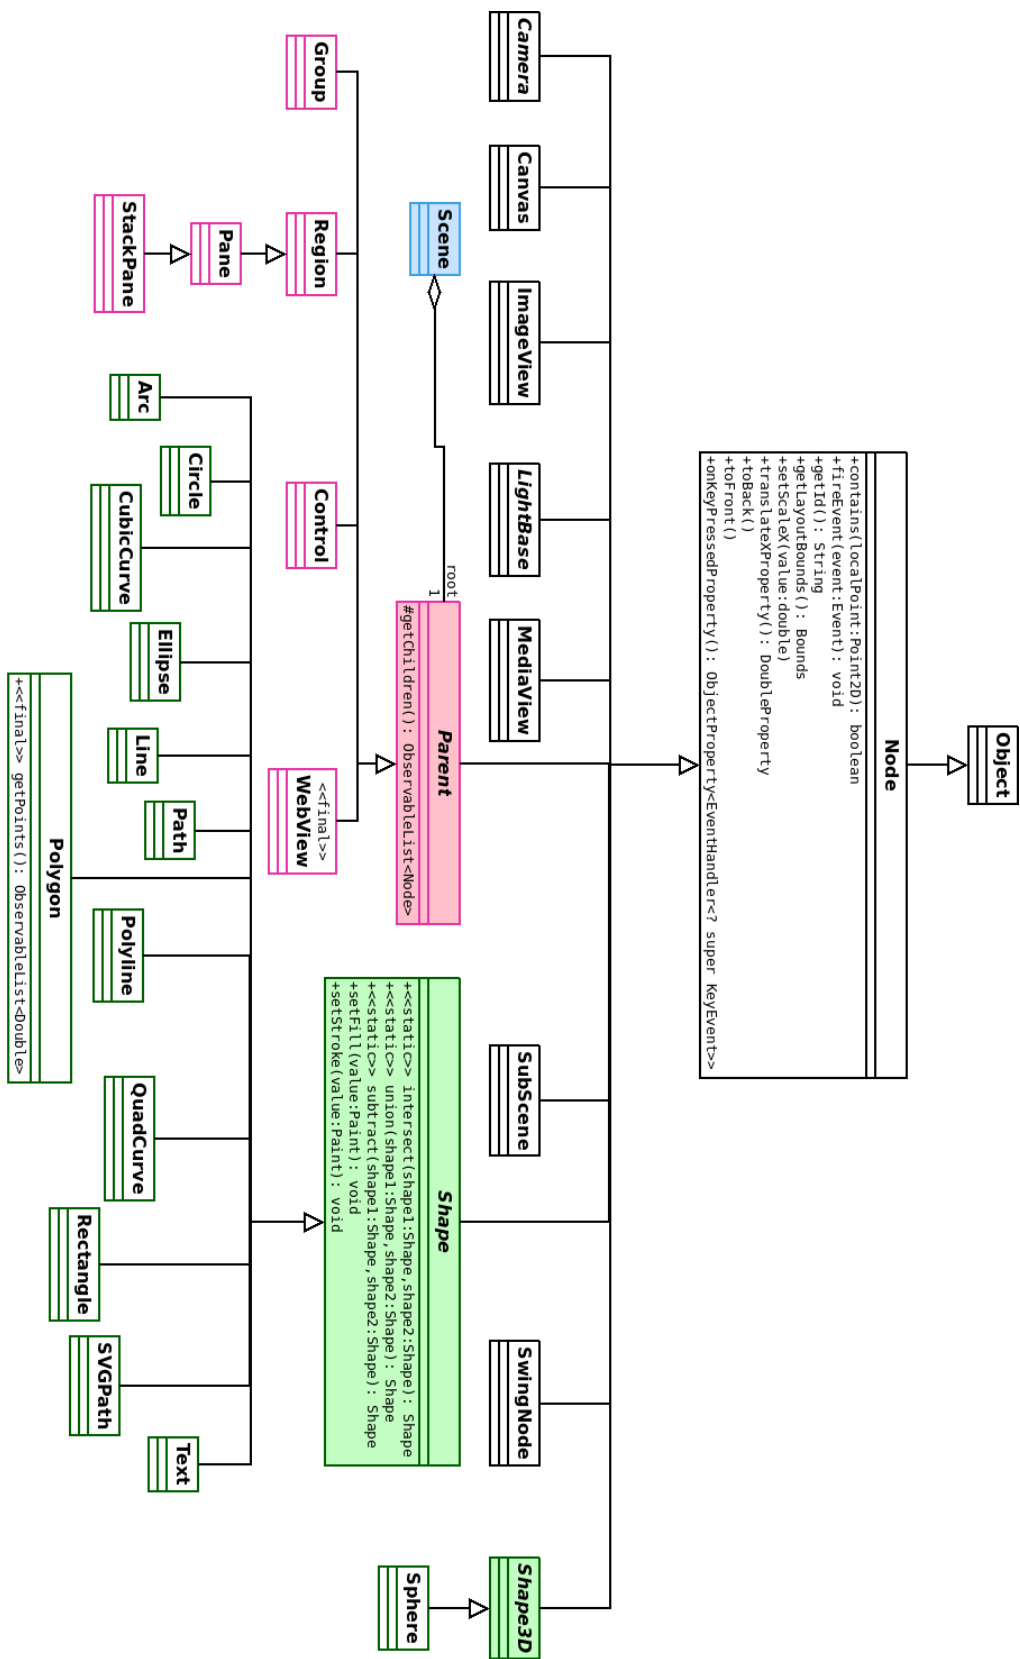 Object
Node
+contains(localPoint:Point2D): boolean
+fireEvent(event:Event): void
+getId(): String
+getLayoutBounds(): Bounds
+setScaleX(value:double)
+translateXProperty(): DoubleProperty
+toBack()
+toFront()
+onKeyPressedProperty(): ObjectProperty<EventHandler<? super KeyEvent>>
Camera
Canvas
ImageView
LightBase
MediaView
SubScene
SwingNode
Shape3D
Scene
root
1
Parent
#getChildren(): ObservableList<Node>
Shape
+<<static>> intersect(shape1:Shape,shape2:Shape): Shape
+<<static>> union(shape1:Shape,shape2:Shape): Shape
+<<static>> subtract(shape1:Shape,shape2:Shape): Shape
+setFill(value:Paint): void
+setStroke(value:Paint): void
Sphere
Group
Region
Control
<<final>>
WebView
Pane
StackPane
Arc
Circle
CubicCurve
Ellipse
Line
Path
Polygon
+<<final>> getPoints(): ObservableList<Double>
Polyline
QuadCurve
Rectangle
SVGPath
Text